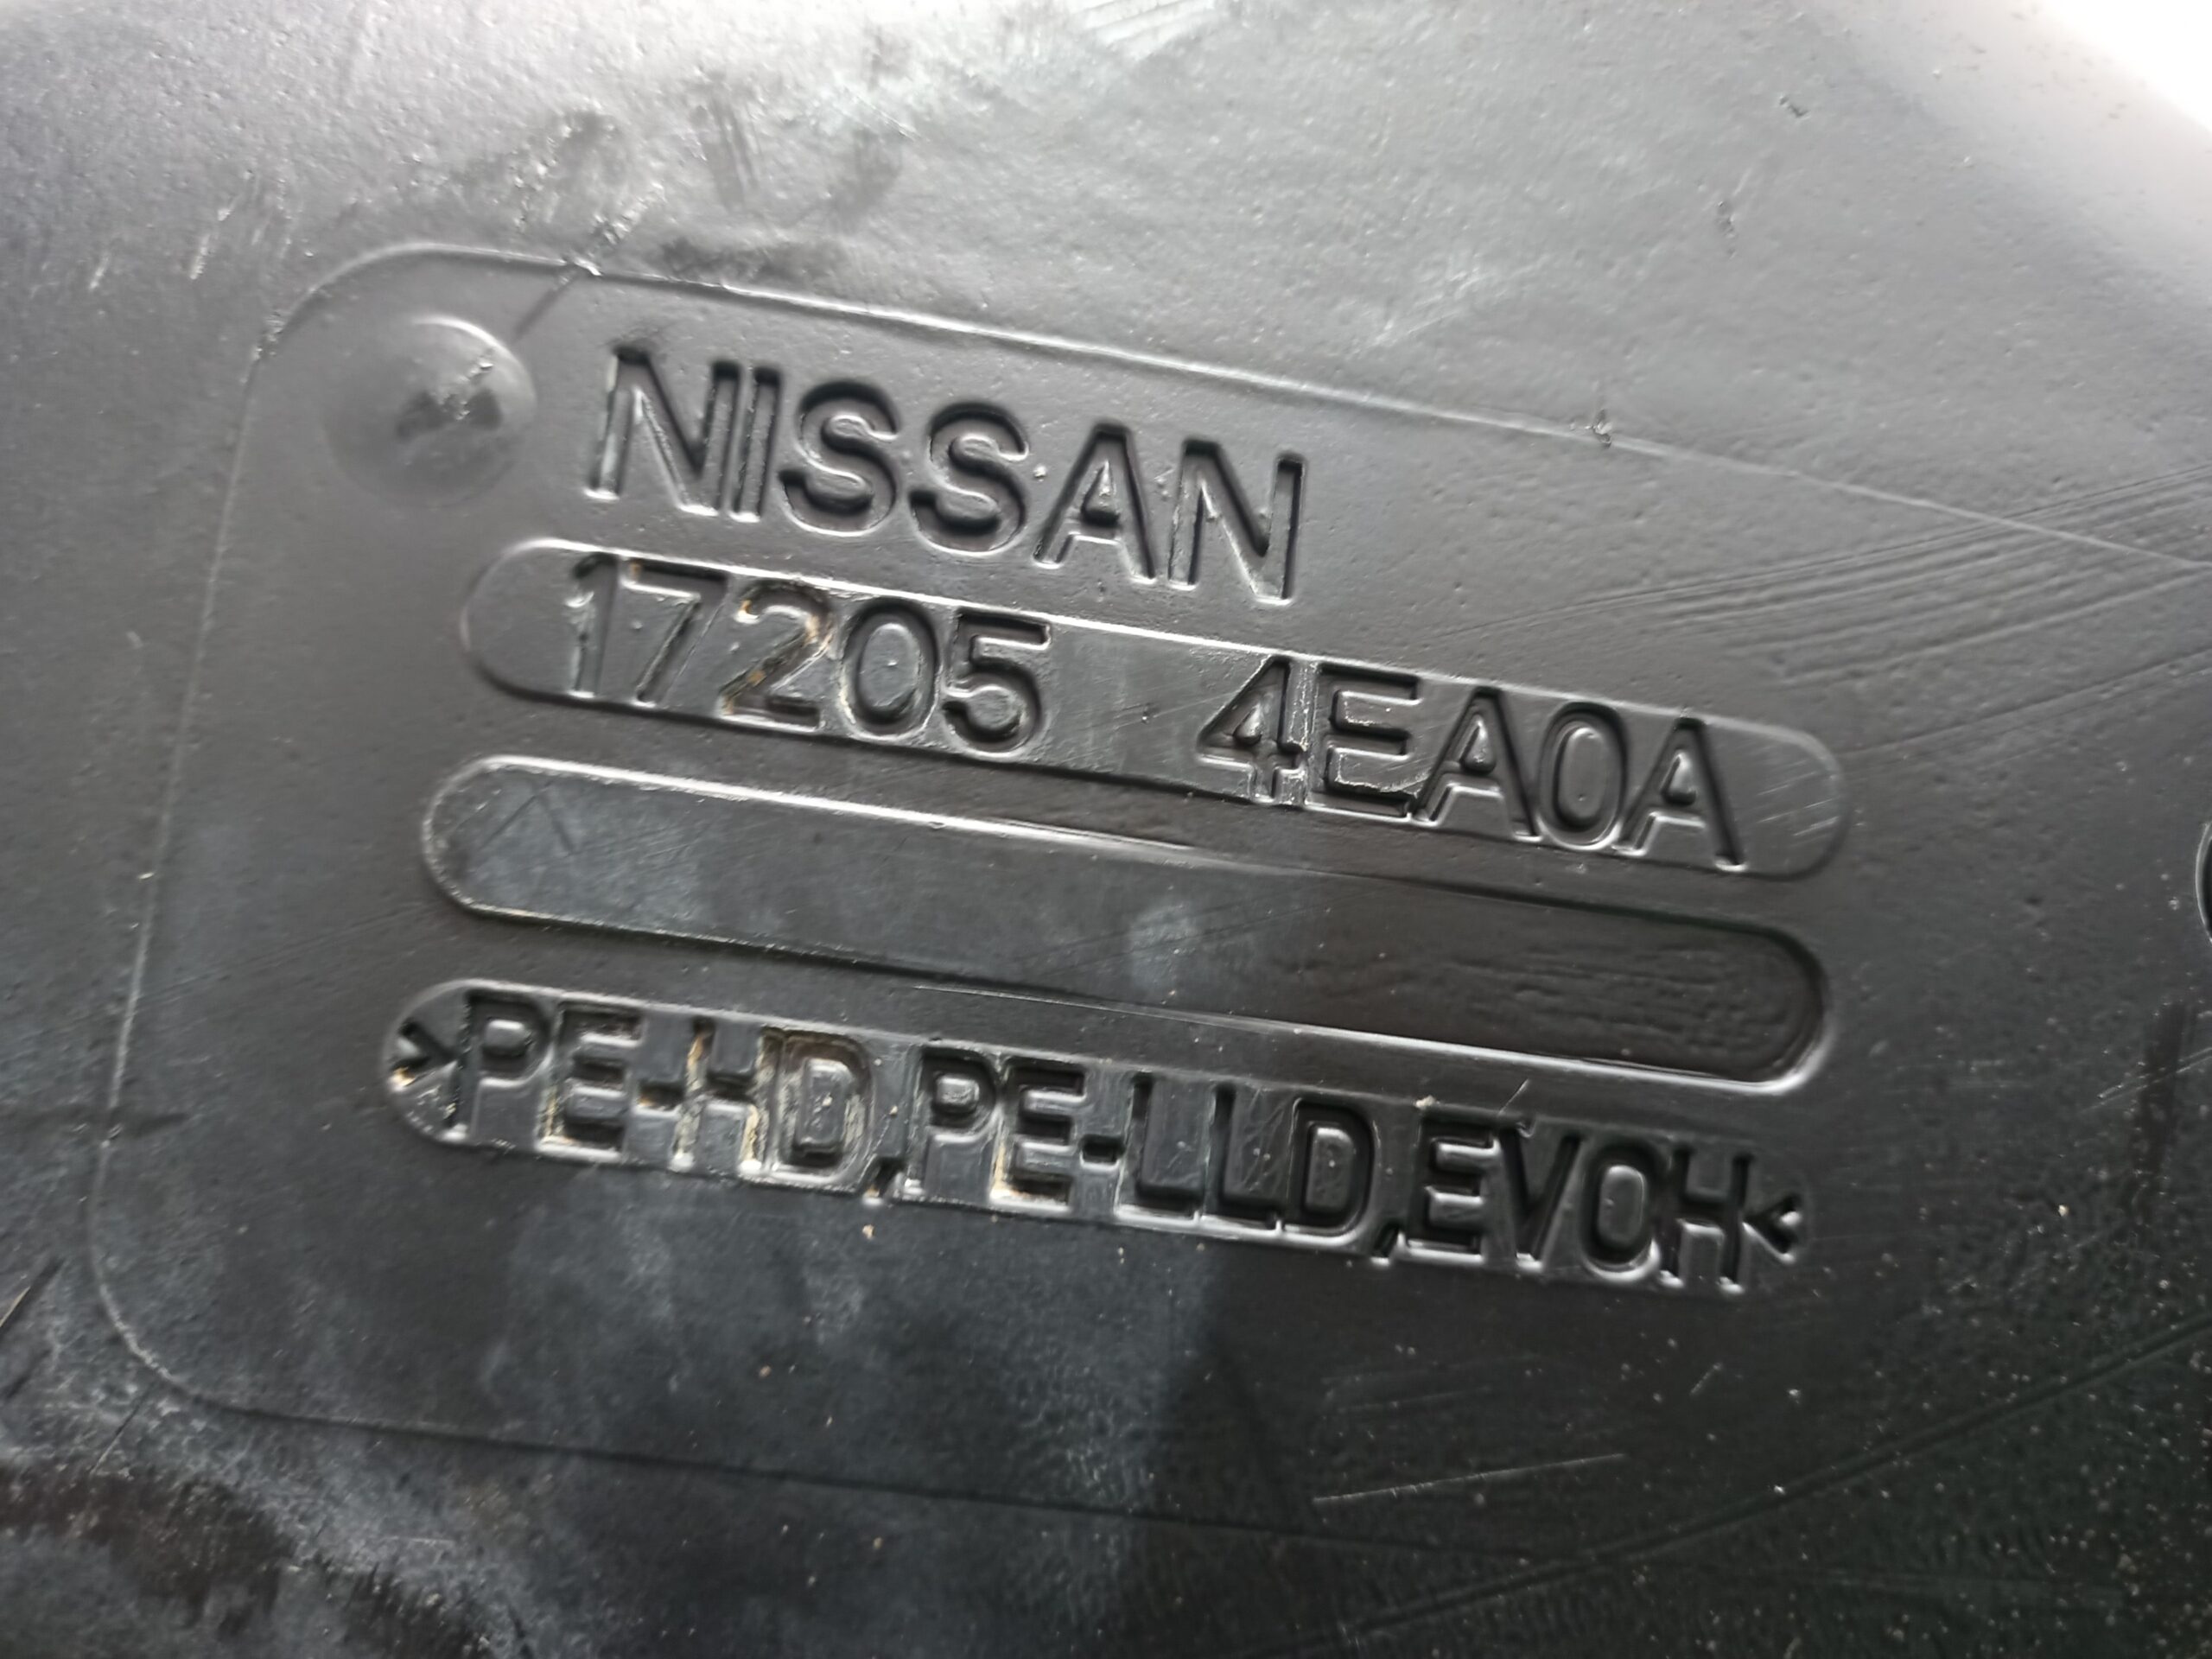 NISSAN
17205 4EA0A
>PE-HD,PE-LLD,EVOH<